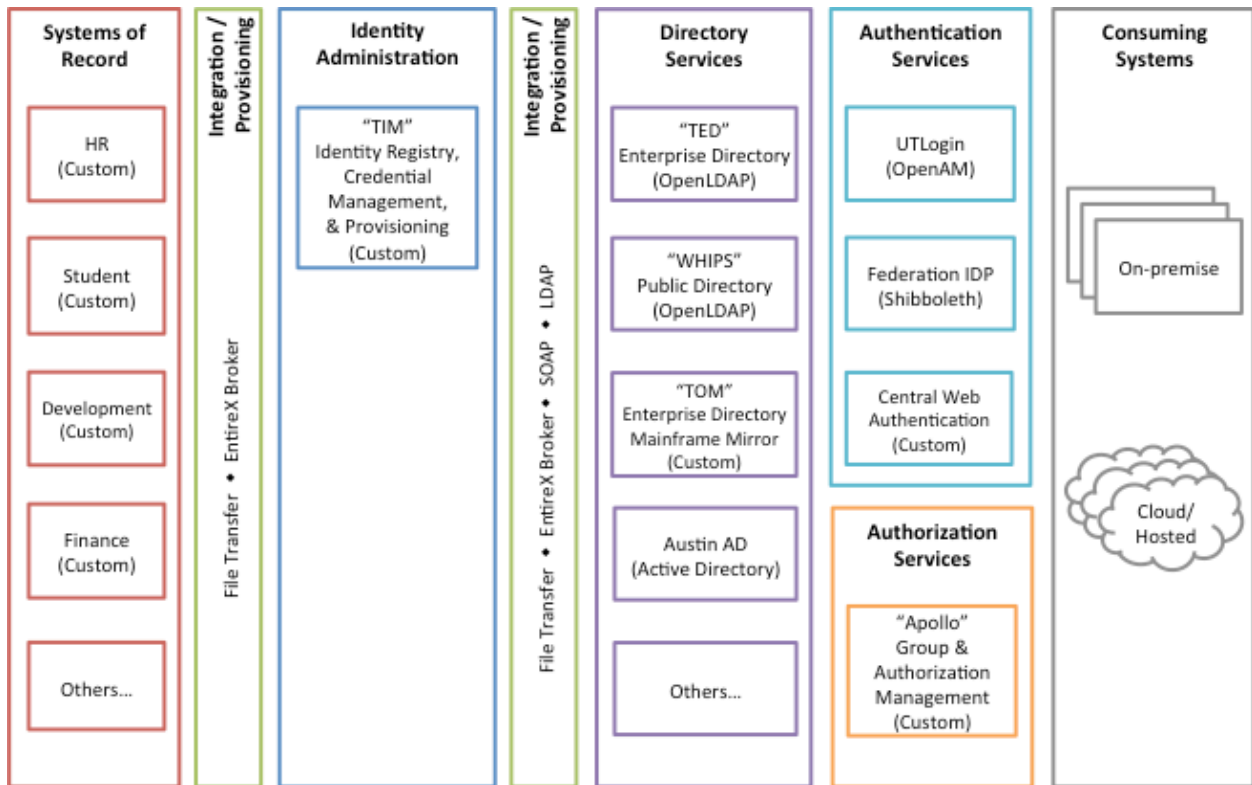 Systems of
Record
HR
(Custom)
Student
(Custom)
Development
(Custom)
Finance
(Custom)
Others…
Integration /
Provisioning
File Transfer ◆ EntireX Broker
Identity
Administration
“TIM”
Identity Registry,
Credential
Management,
& Provisioning
(Custom)
Integration /
Provisioning
File Transfer ◆ EntireX Broker ◆ SOAP ◆ LDAP
Directory
Services
“TED”
Enterprise Directory
(OpenLDAP)
“WHIPS”
Public Directory
(OpenLDAP)
“TOM”
Enterprise Directory
Mainframe Mirror
(Custom)
Austin AD
(Active Directory)
Others…
Authentication
Services
UTLogin
(OpenAM)
Federation IDP
(Shibboleth)
Central Web
Authentication
(Custom)
Authorization
Services
“Apollo”
Group &
Authorization
Management
(Custom)
Consuming
Systems
On-premise
Cloud/
Hosted